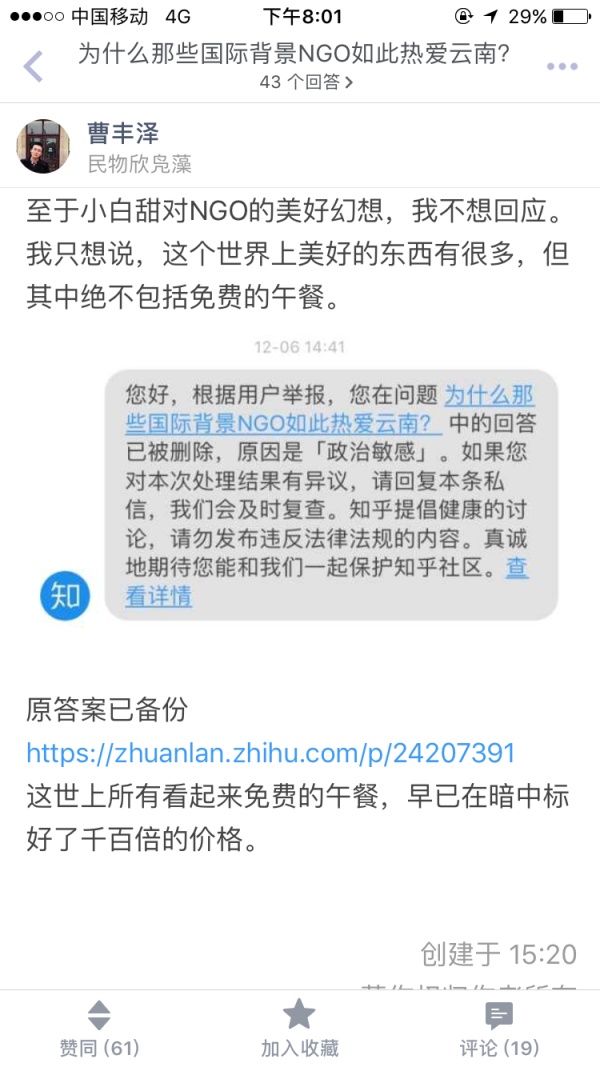 中国移动 4G 下午8:01 29%
为什么那些国际背景NGO如此热爱云南?
43 个回答
曹丰泽
民物欣凫藻
至于小白甜对NGO的美好幻想，我不想回应。
我只想说，这个世界上美好的东西有很多，但
其中绝不包括免费的午餐。
12-06 14:41
您好，根据用户举报，您在问题 为什么那
些国际背景NGO如此热爱云南？ 中的回答
已被删除，原因是「政治敏感」。如果您
对本次处理结果有异议，请回复本条私
信，我们会及时复查。知乎提倡健康的讨
论，请勿发布违反法律法规的内容。真诚
地期待您能和我们一起保护知乎社区。查
看详情
知
原答案已备份
https://zhuanlan.zhihu.com/p/24207391
这世上所有看起来免费的午餐，早已在暗中标
好了千百倍的价格。
创建于 15:20
赞同 (61) 加入收藏 评论 (19)